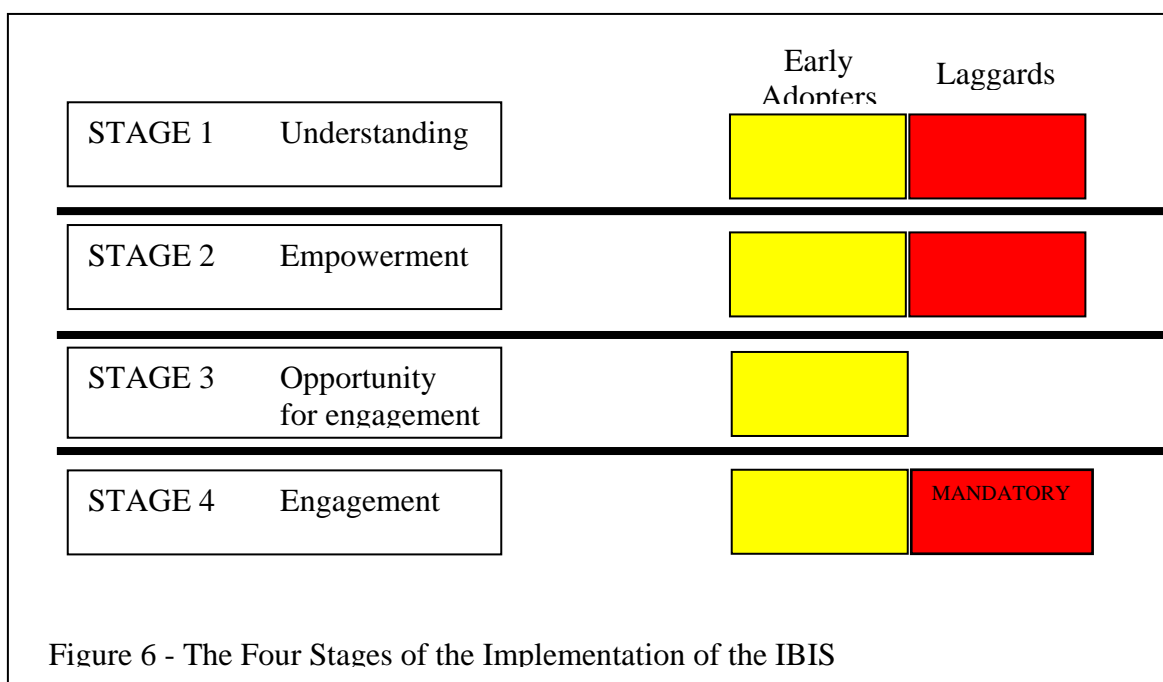 Early
Adopters
Laggards
STAGE 1 Understanding
STAGE 2 Empowerment
STAGE 3 Opportunity
for engagement
STAGE 4 Engagement
MANDATORY
Figure 6 - The Four Stages of the Implementation of the IBIS